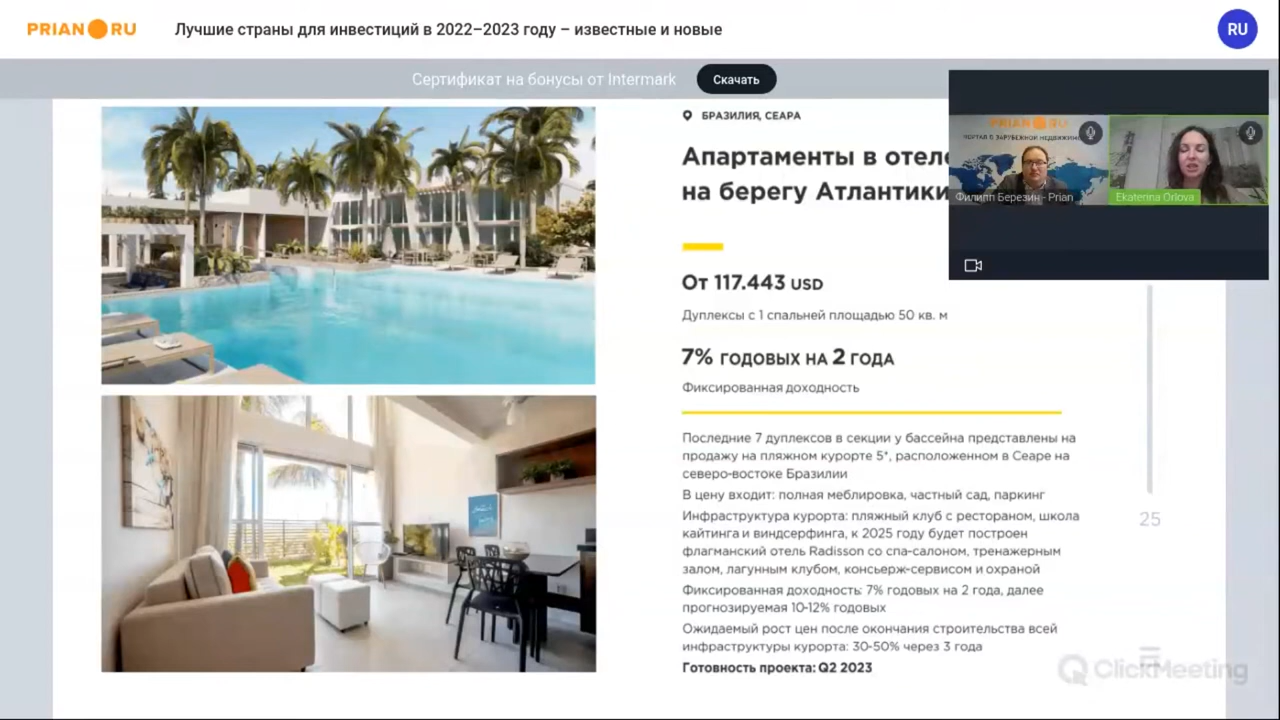 PRIAN RU
Лучшие страны для инвестиций в 2022–2023 году – известные и новые
RU
Сертификат на бонусы от Intermark
Скачать
БРАЗИЛИЯ, СЕАРА
Апартаменты в отеле
на берегу Атлантики
От 117.443 USD
Дуплексы с 1 спальней площадью 50 кв. м
7% ГОДОВЫХ НА 2 ГОДА
Фиксированная доходность
Последние 7 дуплексов в секции у бассейна представлены на
продажу на пляжном курорте 5*, расположенном в Сеаре на
северо-востоке Бразилии
В цену входит: полная меблировка, частный сад, паркинг
Инфраструктура курорта: пляжный клуб с рестораном, школа
кайтинга и виндсерфинга, к 2025 году будет построен
флагманский отель Radisson со спа-салоном, тренажерным
залом, лагунным клубом, консьерж-сервисом и охраной
Фиксированная доходность: 7% годовых на 2 года, далее
прогнозируемая 10-12% годовых
Ожидаемый рост цен после окончания строительства всей
инфраструктуры курорта: 30-50% через 3 года
Готовность проекта: Q2 2023
PRIAN RU
ПОРТАЛ О ЗАРУБЕЖНОЙ НЕДВИЖИМО
Филипп Березин - Prian
Ekaterina Orlova
25
ClickMeeting